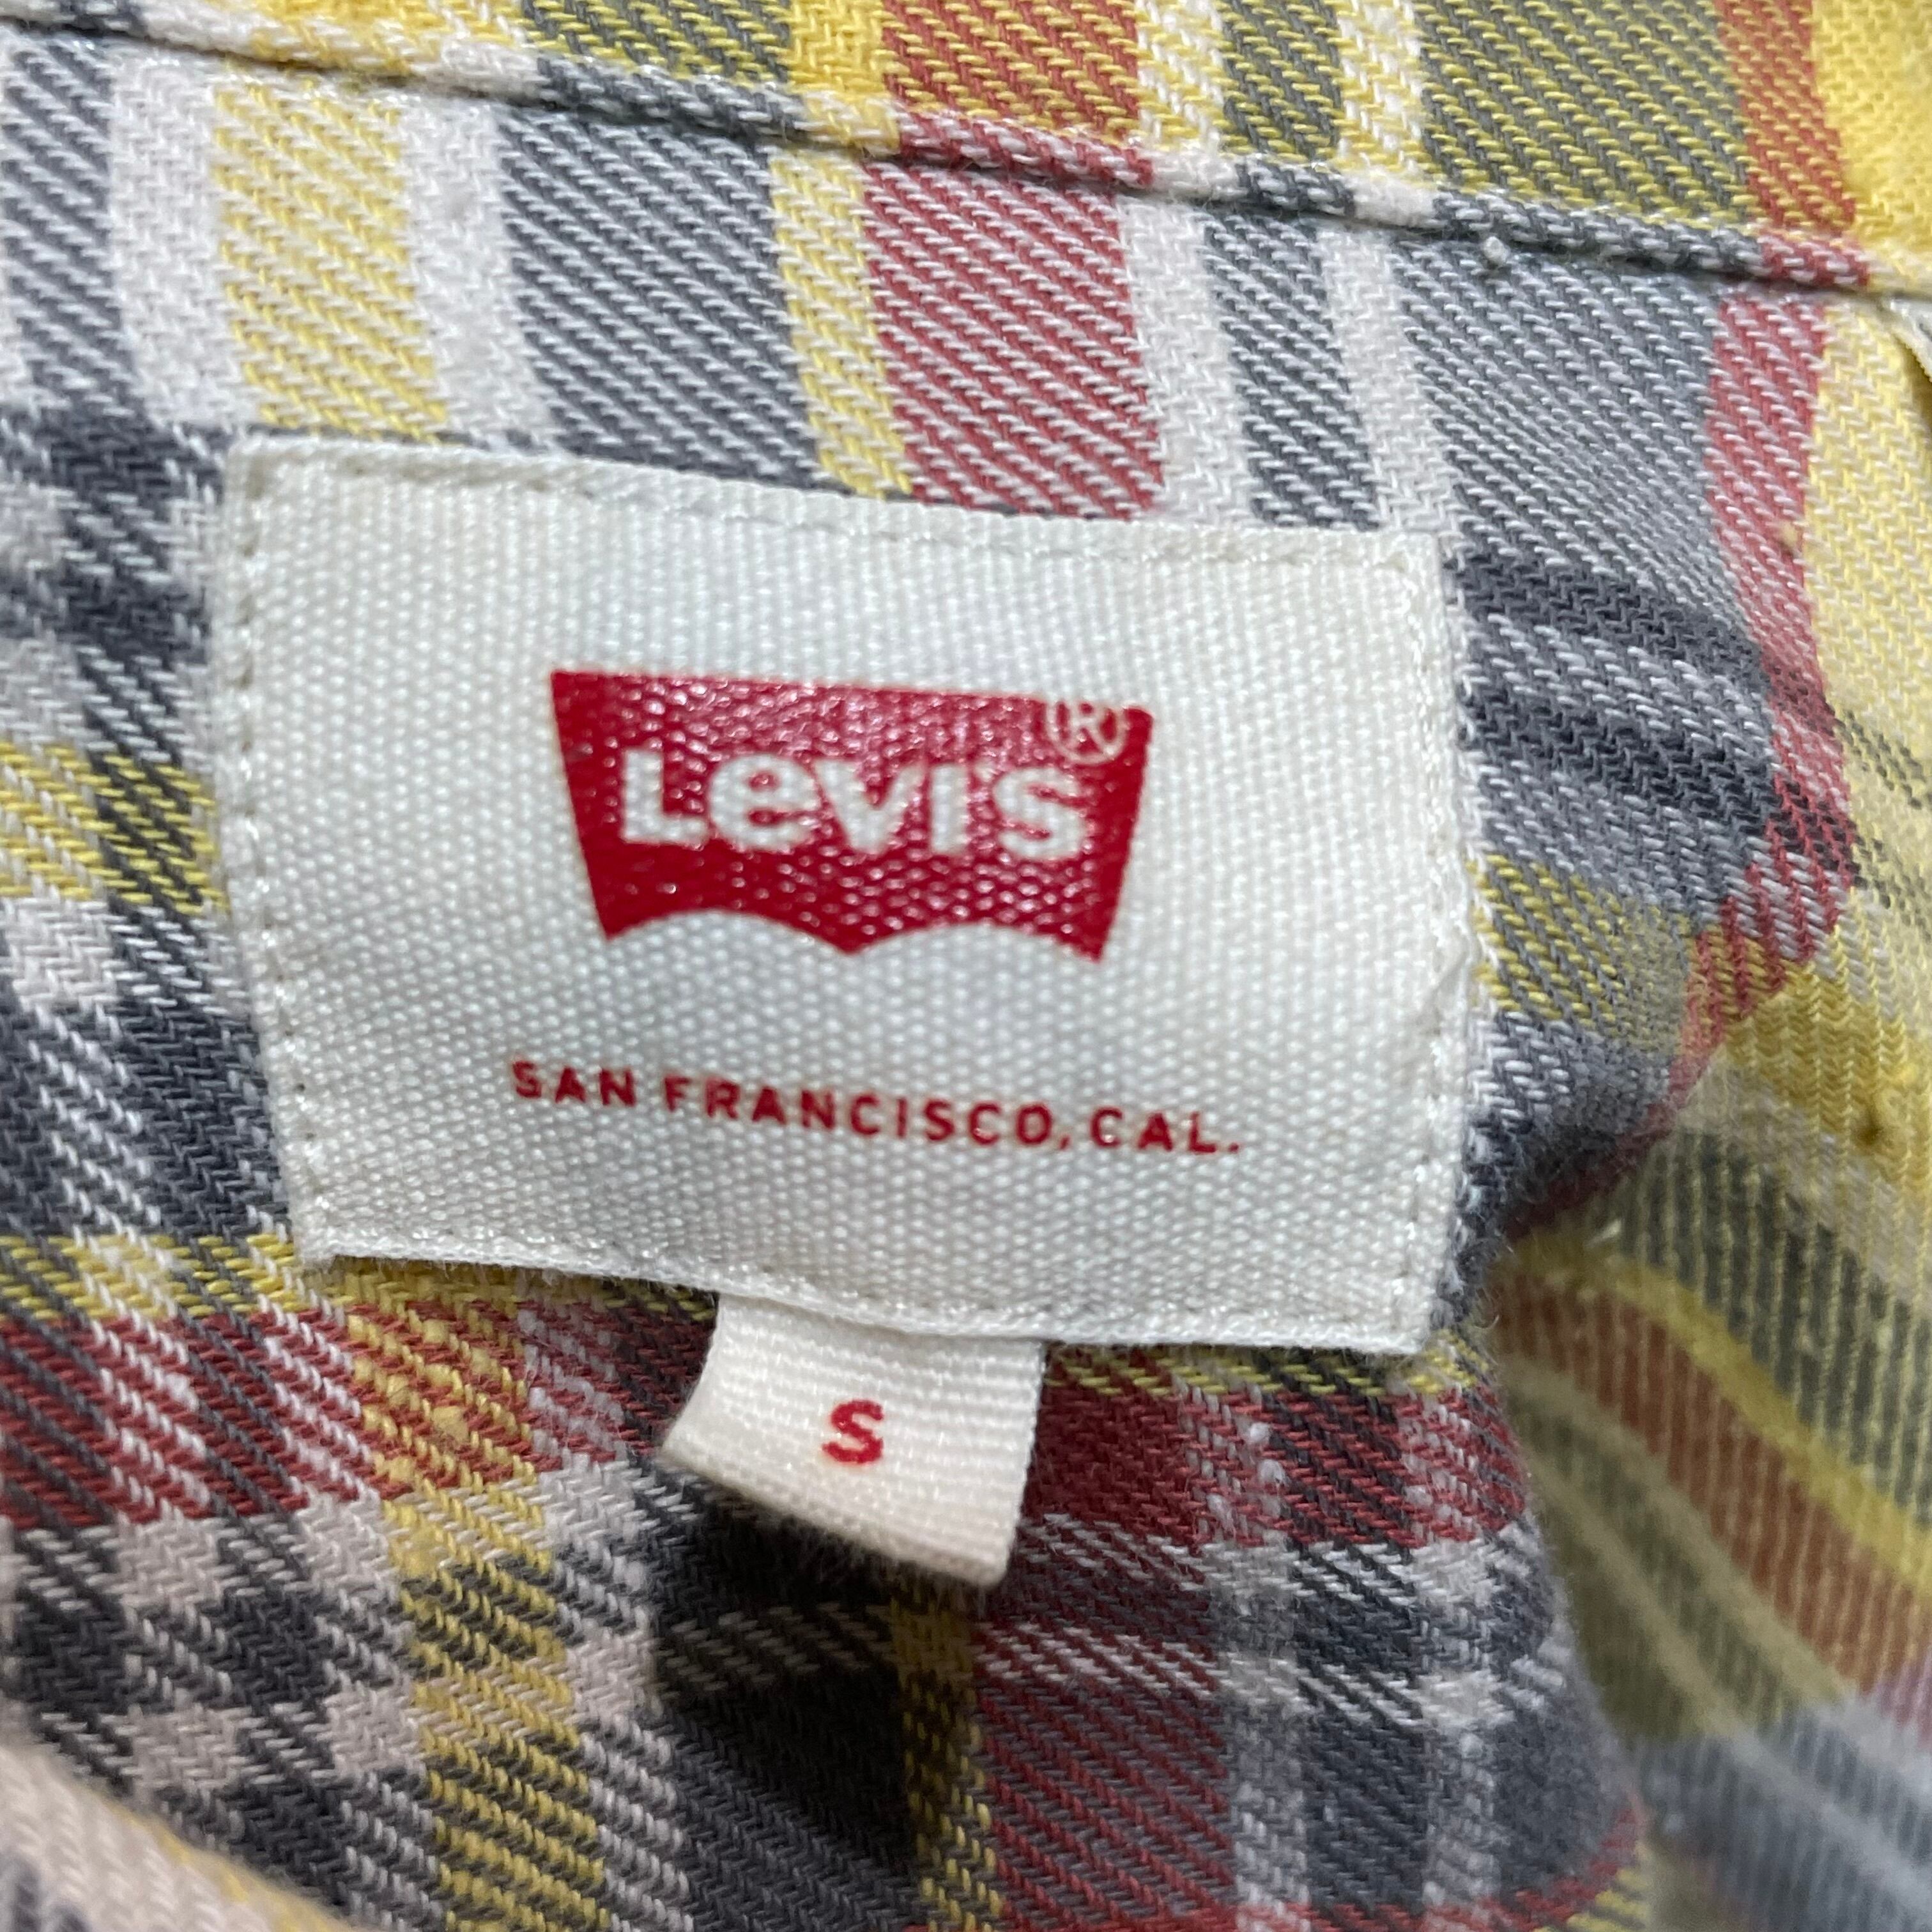 Levi's®
SAN FRANCISCO, CAL.
S